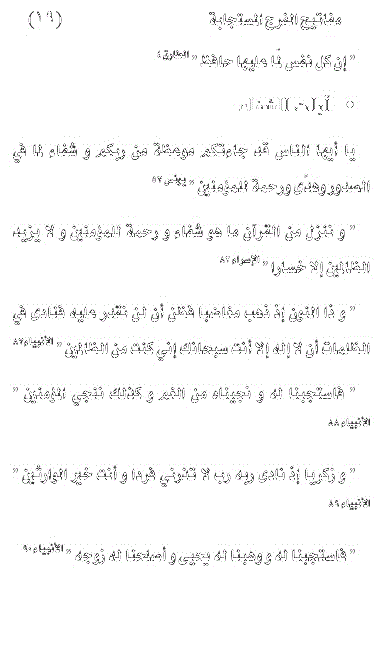 مفاتيح الفرج المستجابة (١٩)
" إن كل نفس لما عليها حافظ " الطارق ٤
○ آيات الشفاء
يا أيها الناس قد جاءتكم موعظة من ربكم و شفاء لما في
الصدور وهدى ورحمة للمؤمنين " يونس ٥٧
" و ننزل من القرآن ما هو شفاء و رحمة للمؤمنين و لا يزيد
الظالمين إلا خسارا " الإسراء ٨٢
" و ذا النون إذ ذهب مغاضبا فظن أن لن نقدر عليه فنادى في
الظلمات أن لا إله إلا أنت سبحانك إني كنت من الظالمين " الأنبياء ٨٧
" فاستجبنا له و نجيناه من الغم و كذلك ننجي المؤمنين "
الأنبياء ٨٨
" و زكريا إذ نادى ربه رب لا تذرني فردا و أنت خير الوارثين "
الأنبياء ٨٩
" فاستجبنا له و وهبنا له يحيى و أصلحنا له زوجه " الأنبياء ٩٠